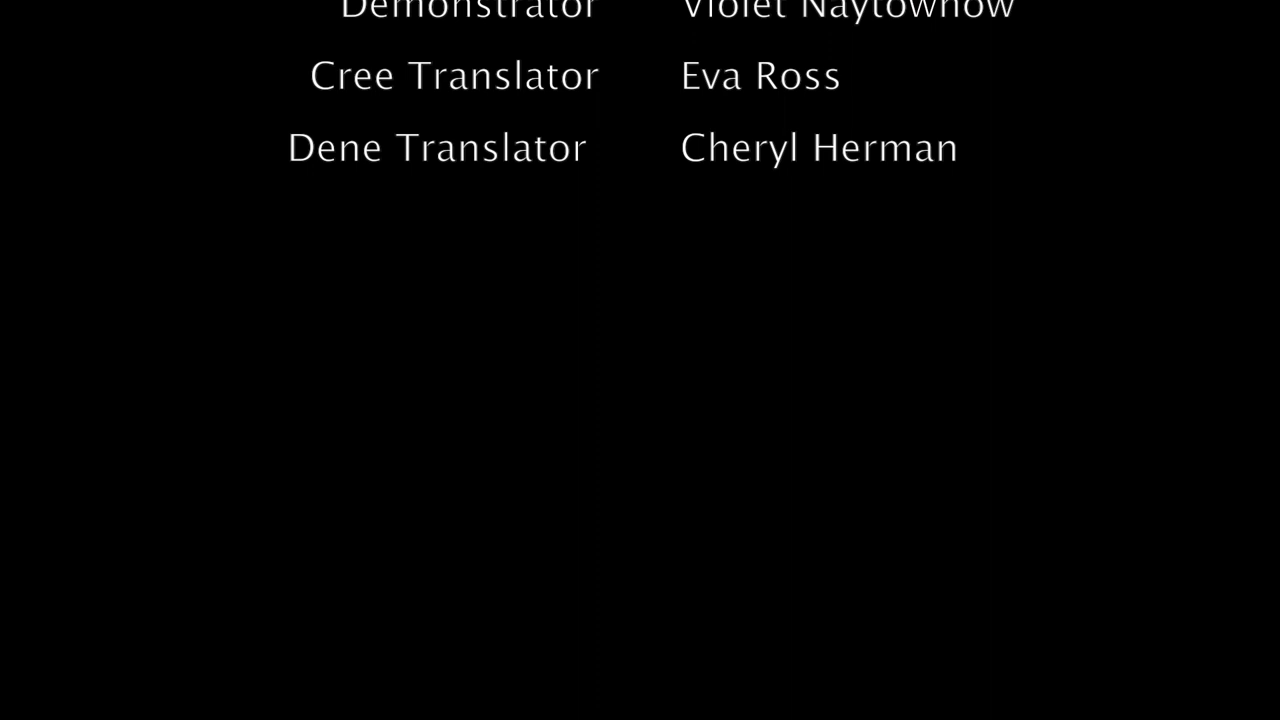 Demonstrator Violet Naytowhow
Cree Translator Eva Ross
Dene Translator Cheryl Herman